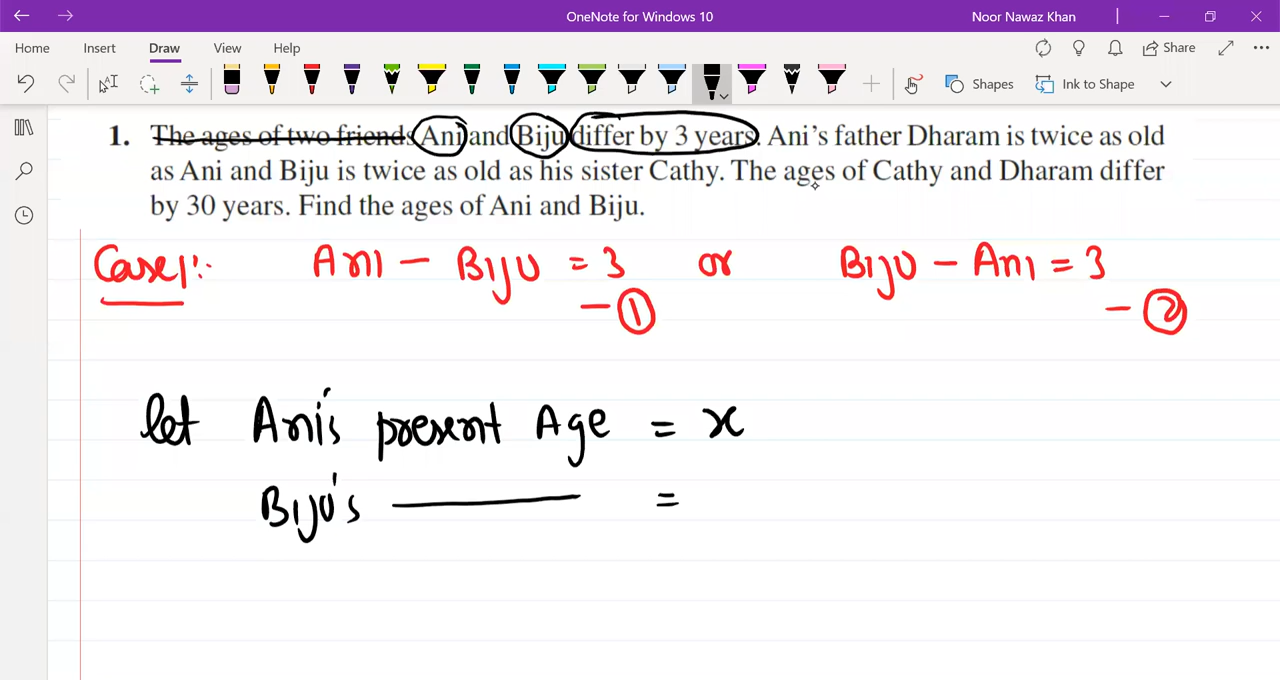 OneNote for Windows 10
Noor Nawaz Khan
Home Insert Draw View Help
Share
Shapes
Ink to Shape
1. The ages of two friends Ani and Biju differ by 3 years. Ani's father Dharam is twice as old
as Ani and Biju is twice as old as his sister Cathy. The ages of Cathy and Dharam differ
by 30 years. Find the ages of Ani and Biju.
Case1:- Ani - Biju = 3 or Biju - Ani = 3
- ① - ②
let Ani's present Age = x
Biju's ——— =